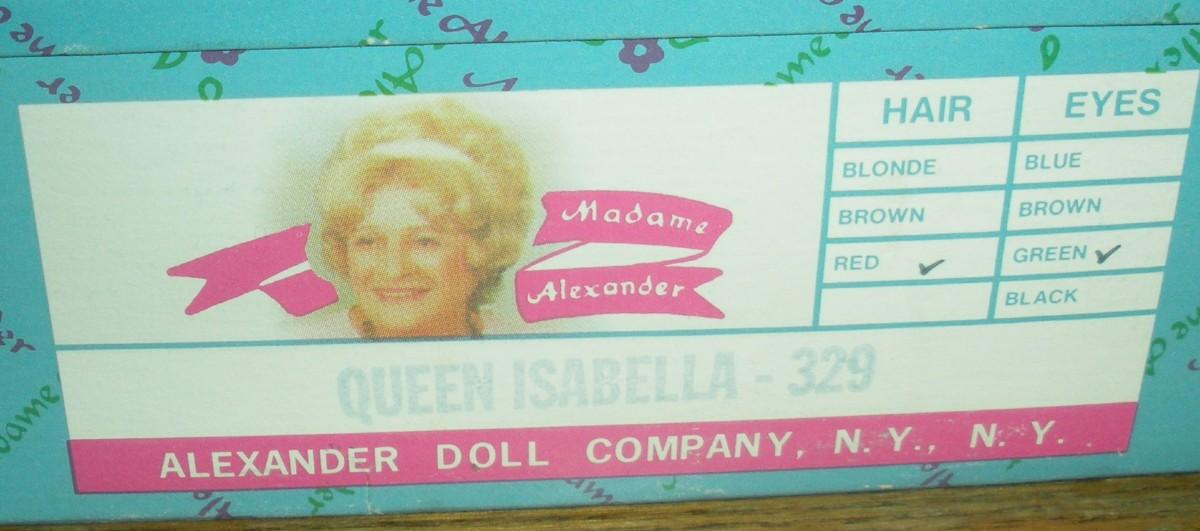 Madame
Alexander
HAIR EYES
BLONDE BLUE
BROWN BROWN
RED ✓ GREEN ✓
BLACK
QUEEN ISABELLA - 329
ALEXANDER DOLL COMPANY, N.Y., N.Y.